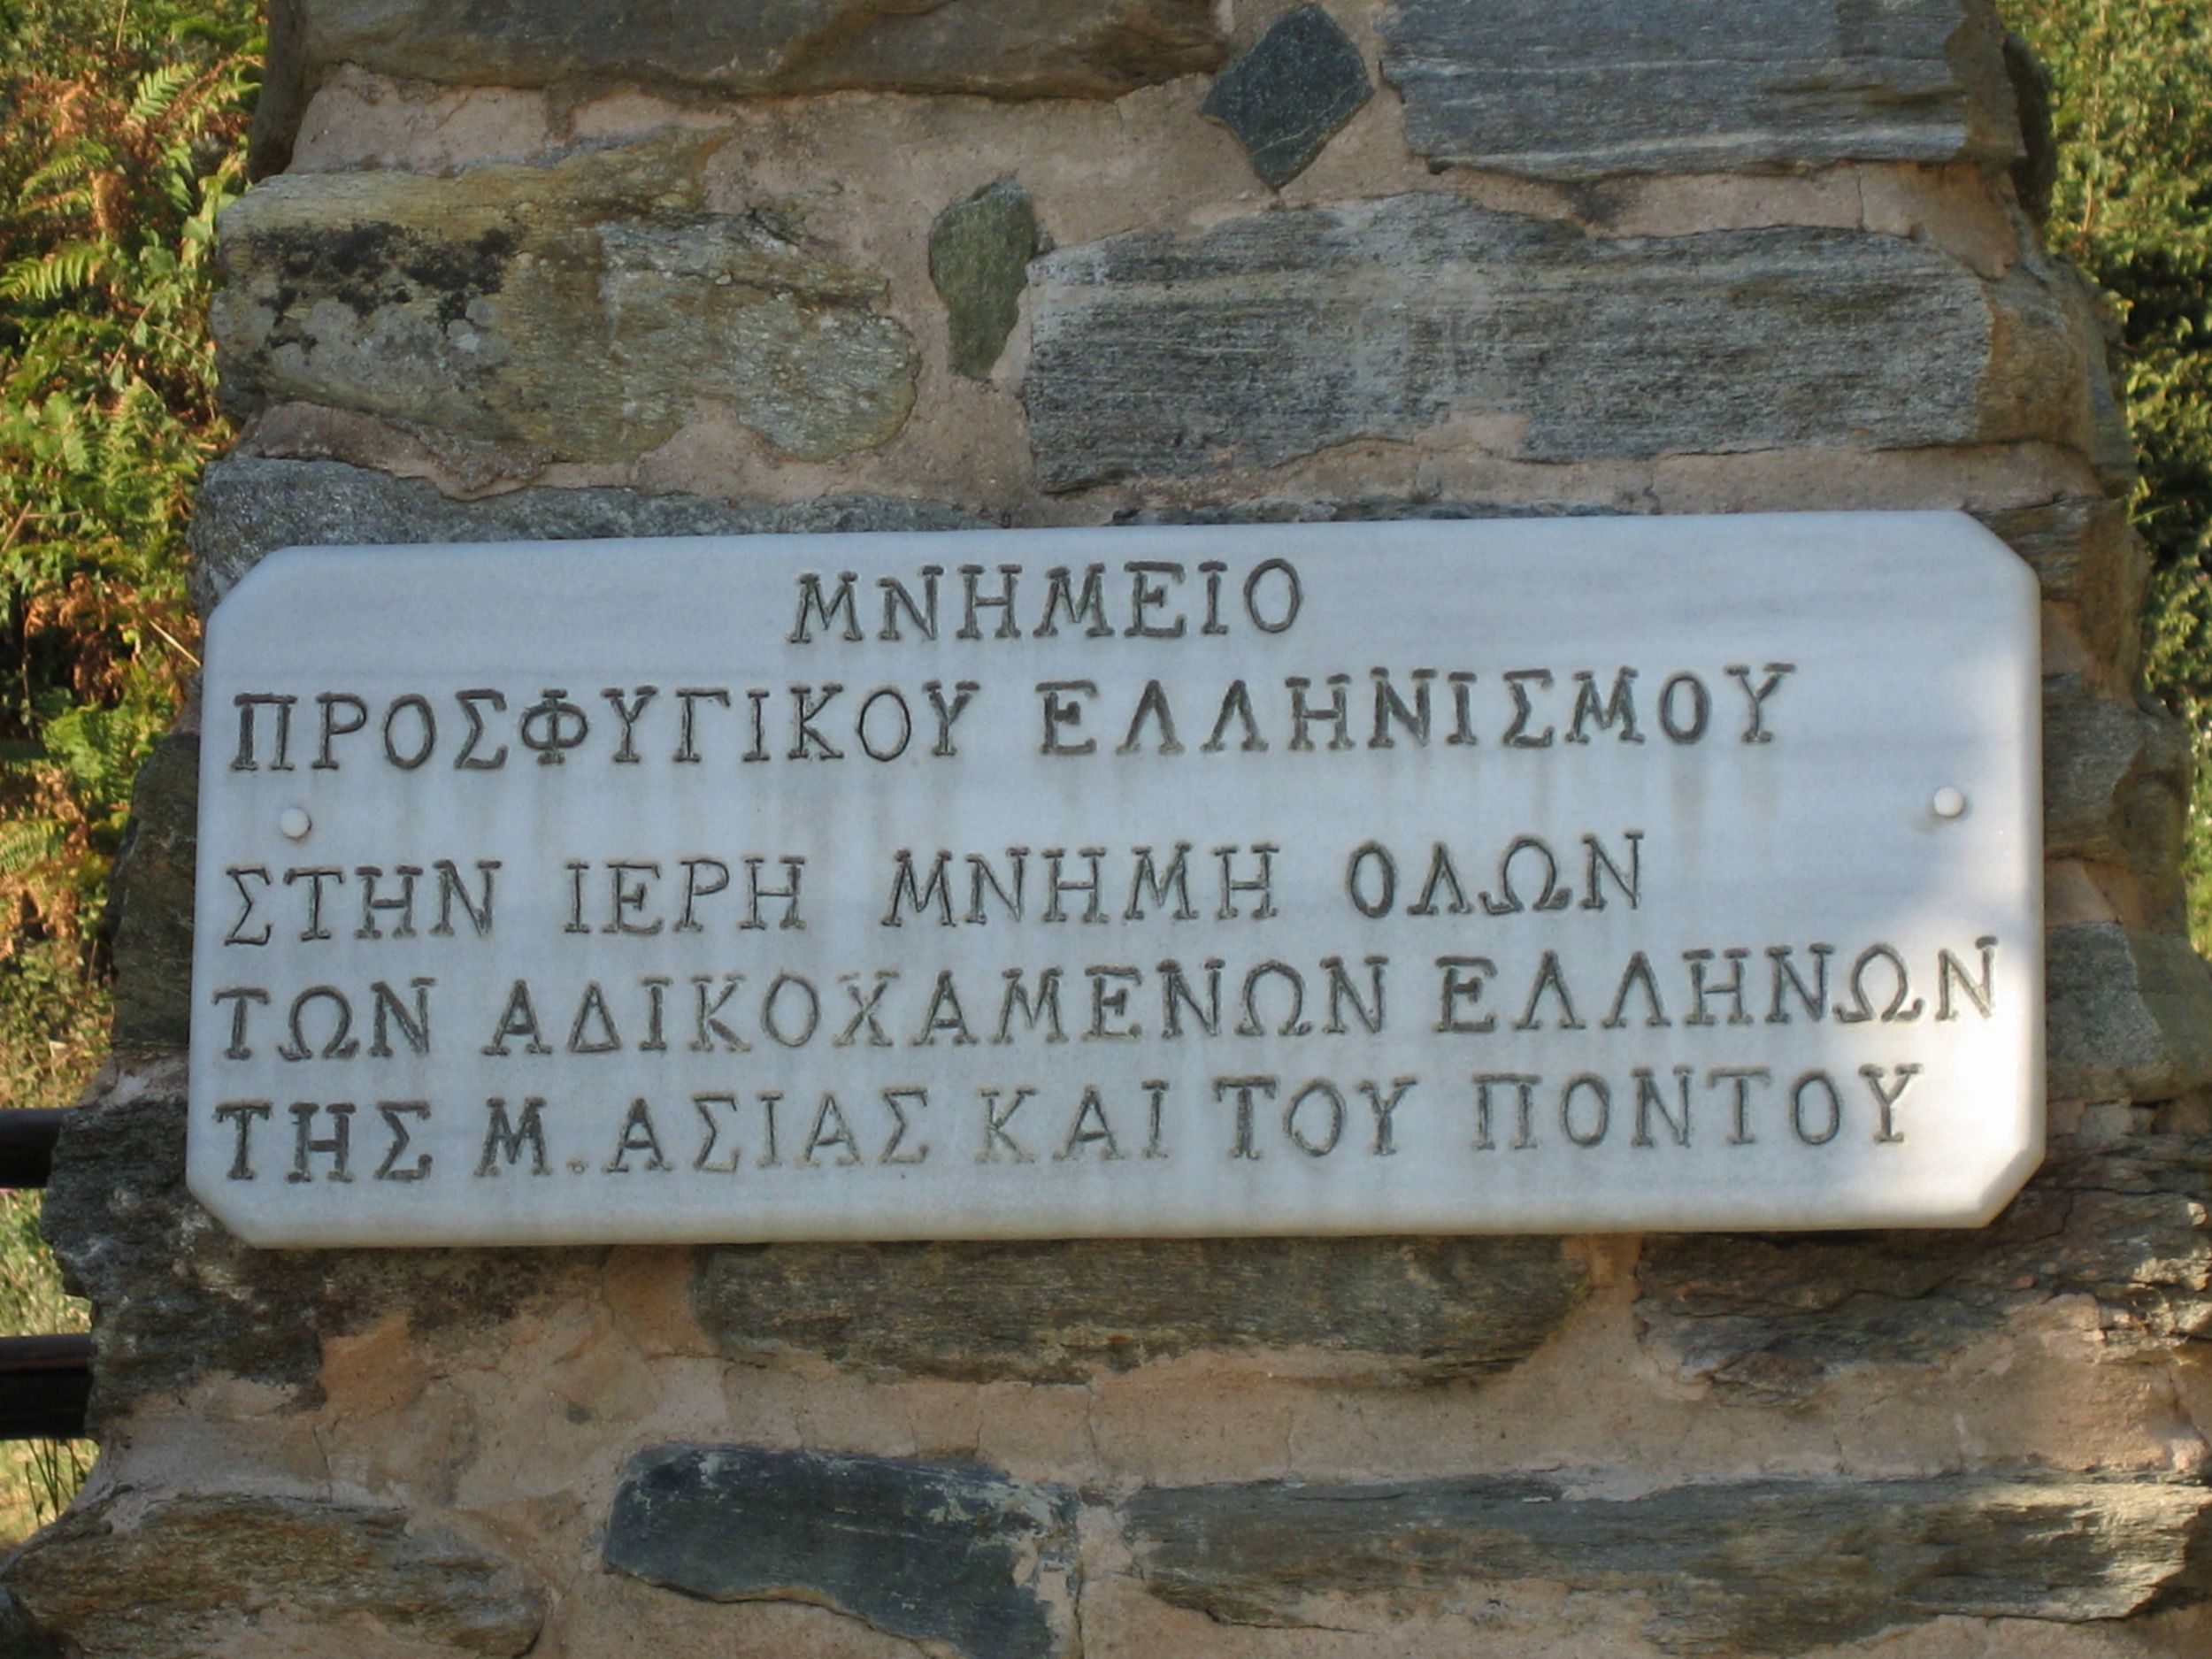 ΜΝΗΜΕΙΟ
ΠΡΟΣΦΥΓΙΚΟΥ ΕΛΛΗΝΙΣΜΟΥ
ΣΤΗΝ ΙΕΡΗ ΜΝΗΜΗ ΟΛΩΝ
ΤΩΝ ΑΔΙΚΟΧΑΜΕΝΩΝ ΕΛΛΗΝΩΝ
ΤΗΣ Μ. ΑΣΙΑΣ ΚΑΙ ΤΟΥ ΠΟΝΤΟΥ